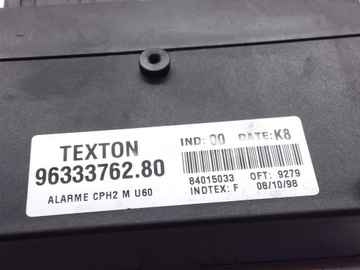 TEXTON
96333762.80
ALARME CPH2 M U60
IND: 00 DATE: K8
84015033 OFT: 9279
INDTEX: F 08/10/98